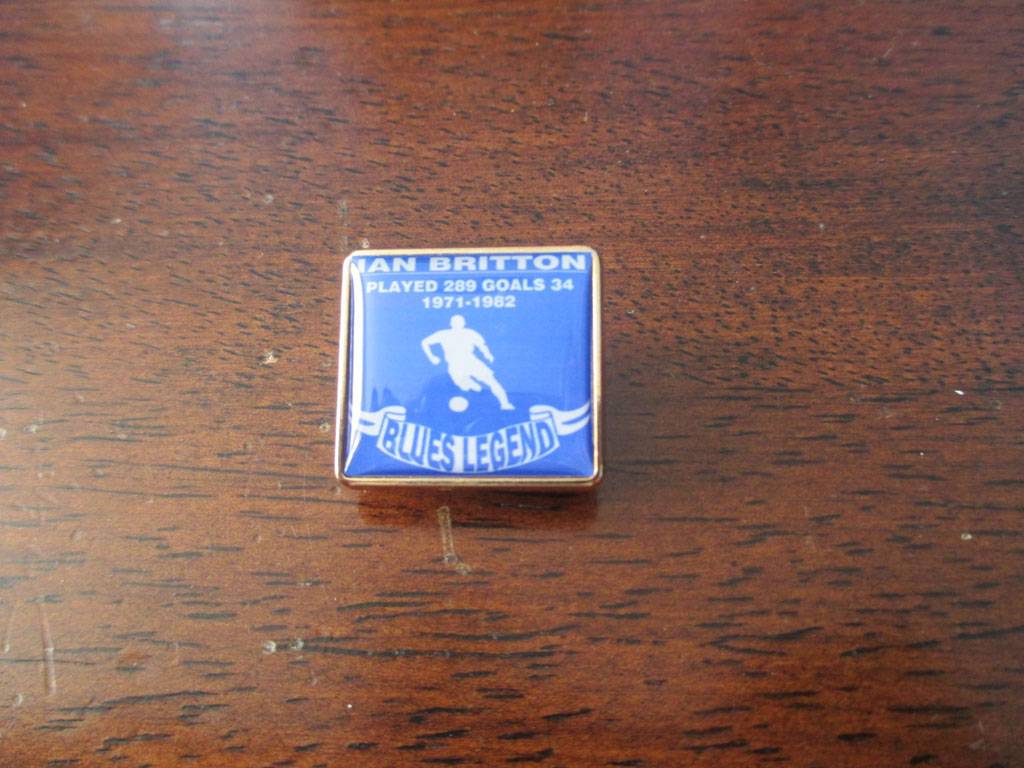 IAN BRITTON
PLAYED 289 GOALS 34
1971-1982
BLUES LEGEND